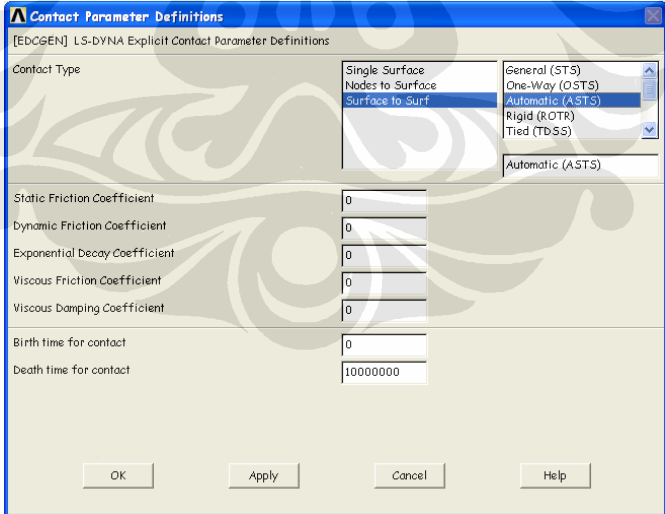 Contact Parameter Definitions
[EDCGEN] LS-DYNA Explicit Contact Parameter Definitions
Contact Type
Single Surface
Nodes to Surface
Surface to Surf
General (STS)
One-Way (OSTS)
Automatic (ASTS)
Rigid (ROTR)
Tied (TDSS)
Automatic (ASTS)
Static Friction Coefficient 0
Dynamic Friction Coefficient 0
Exponential Decay Coefficient 0
Viscous Friction Coefficient 0
Viscous Damping Coefficient 0
Birth time for contact 0
Death time for contact 10000000
OK Apply Cancel Help